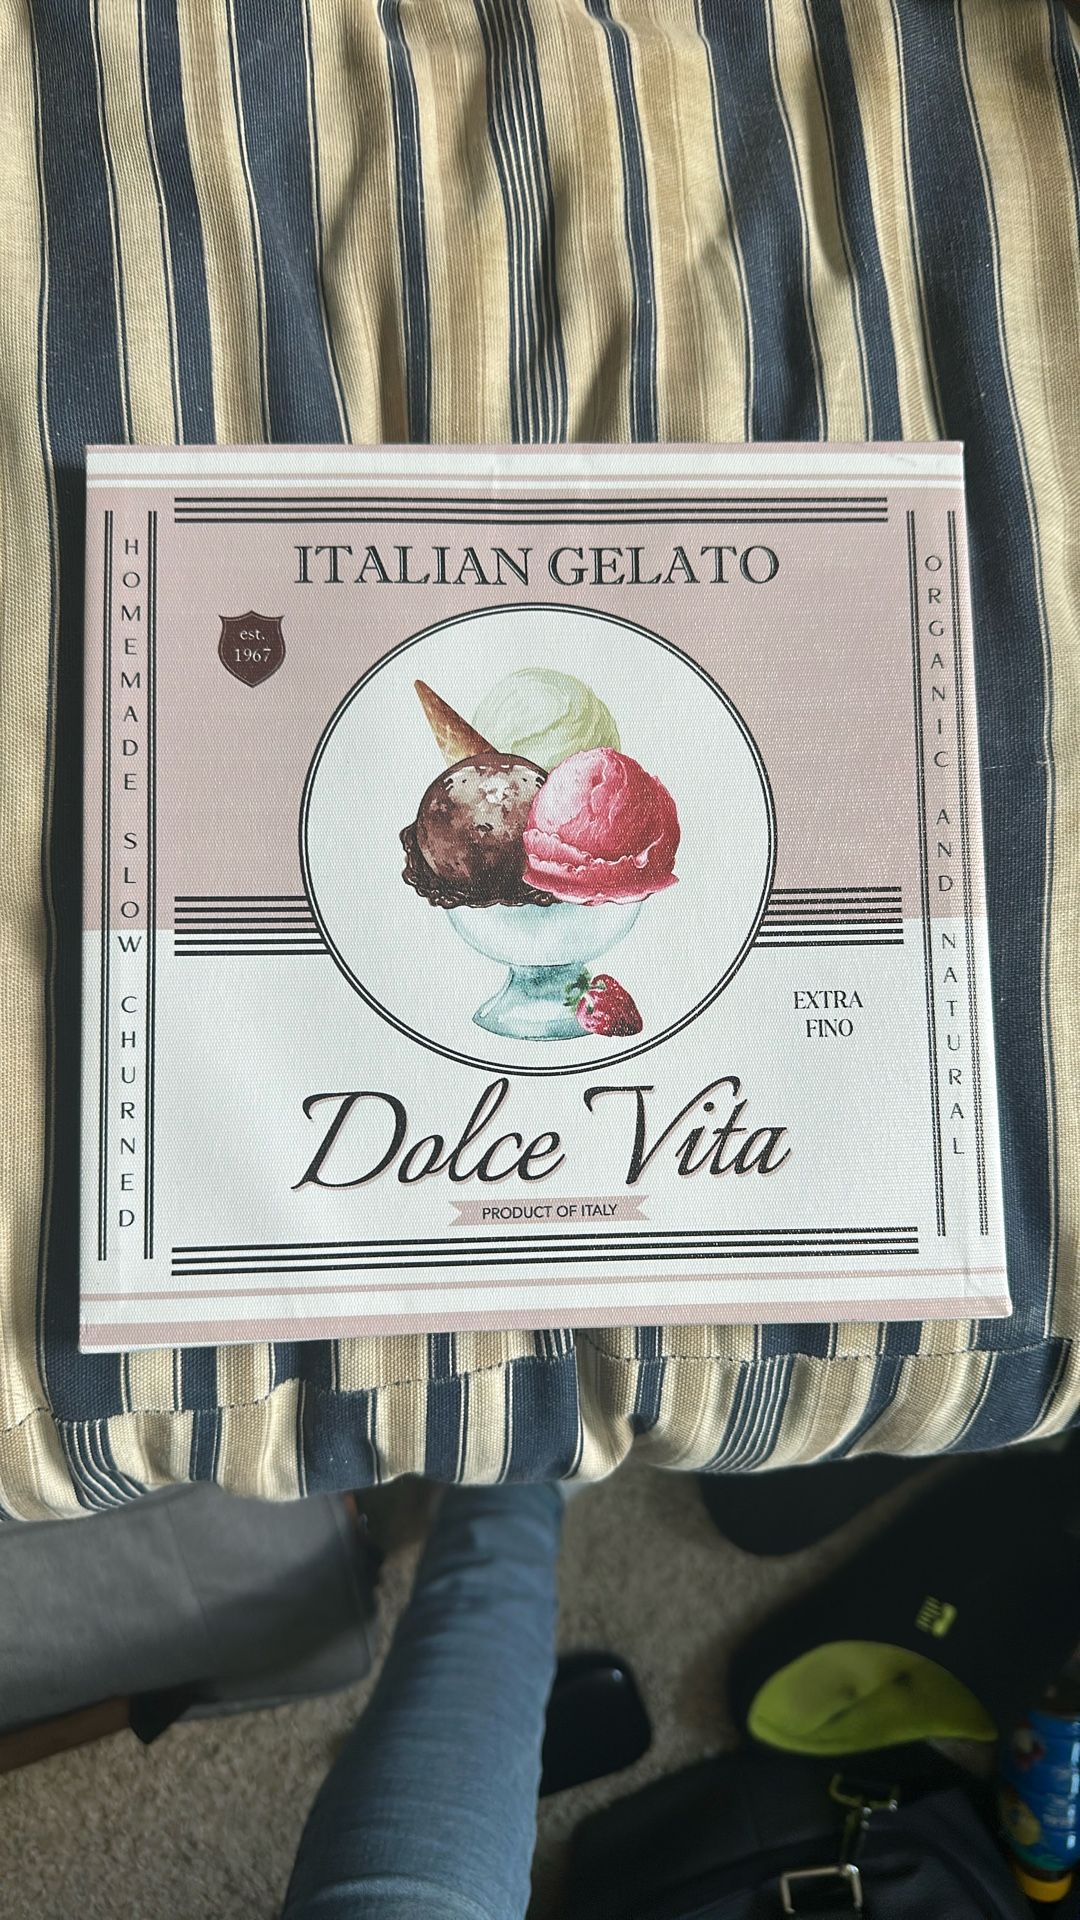 ITALIAN GELATO
est.
1967
HOMEMADE SLOW CHURNED
ORGANIC AND NATURAL
EXTRA
FINO
Dolce Vita
PRODUCT OF ITALY